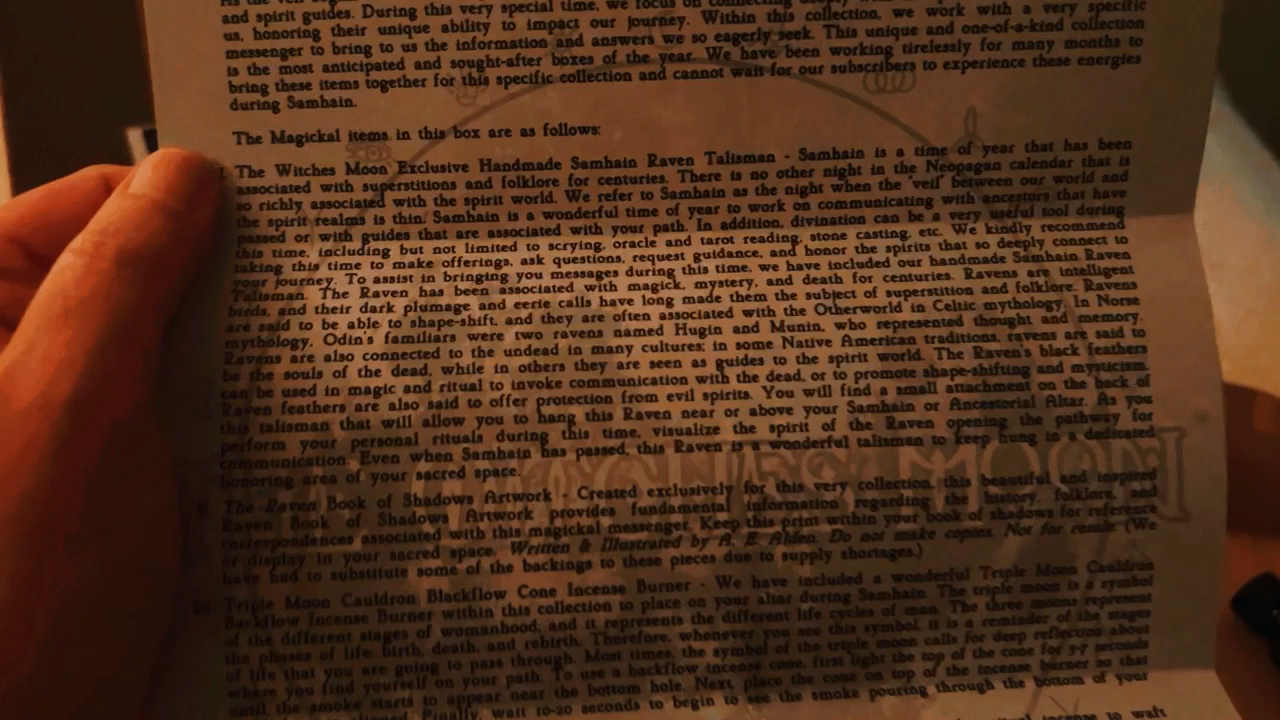 and spirit guides. During this very special time, we focus on connecting deeply
us, honoring their unique ability to impact our journey. Within this collection, we work with a very specific
messenger to bring to us the information and answers we so eagerly seek. This unique and one-of-a-kind collection
is the most anticipated and sought-after boxes of the year. We have been working tirelessly for many months to
bring these items together for this specific collection and cannot wait for our subscribers to experience these energies
during Samhain.
The Magickal items in this box are as follows:
I. The Witches Moon Exclusive Handmade Samhain Raven Talisman - Samhain is a time of year that has been
associated with superstitions and folklore for centuries. There is no other night in the Neopagan calendar that is
so richly associated with the spirit world. We refer to Samhain as the night when the 'veil' between our world and
the spirit realms is thin. Samhain is a wonderful time of year to work on communicating with ancestors that have
passed or with guides that are associated with your path. In addition, divination can be a very useful tool during
this time, including but not limited to scrying, oracle and tarot reading, stone casting, etc. We kindly recommend
taking this time to make offerings, ask questions, request guidance, and honor the spirits that so deeply connect to
your journey. To assist in bringing you messages during this time, we have included our handmade Samhain Raven
Talisman. The Raven has been associated with magick, mystery, and death for centuries. Ravens are intelligent
birds, and their dark plumage and eerie calls have long made them the subject of superstition and folklore. Ravens
are said to be able to shape-shift, and they are often associated with the Otherworld in Celtic mythology. In Norse
mythology, Odin's familiars were two ravens named Hugin and Munin, who represented thought and memory.
Ravens are also connected to the undead in many cultures; in some Native American traditions, ravens are said to
be the souls of the dead, while in others they are seen as guides to the spirit world. The Raven's black feathers
can be used in magic and ritual to invoke communication with the dead, or to promote shape-shifting and mysticism.
Raven feathers are also said to offer protection from evil spirits. You will find a small attachment on the back of
this talisman that will allow you to hang this Raven near or above your Samhain or Ancestorial Altar. As you
perform your personal rituals during this time, visualize the spirit of the Raven opening the pathway for
communication. Even when Samhain has passed, this Raven is a wonderful talisman to keep hung in a dedicated
honoring area of your sacred space.
II. The Raven Book of Shadows Artwork - Created exclusively for this very collection, this beautiful and inspired
Raven Book of Shadows Artwork provides fundamental information regarding the history, folklore, and
correspondences associated with this magickal messenger. Keep this print within your book of shadows for reference
or display in your sacred space. Written & Illustrated by A. E. Alden. Do not make copies. Not for resale (We
have had to substitute some of the backings to these pieces due to supply shortages.)
III. Triple Moon Cauldron Blackflow Cone Incense Burner - We have included a wonderful Triple Moon Cauldron
Backflow Incense Burner within this collection to place on your altar during Samhain. The triple moon is a symbol
of the different stages of womanhood, and it represents the different life cycles of man. The three moons represent
the phases of life: birth, death, and rebirth. Therefore, whenever you see this symbol, it is a reminder of the stages
of life that you are going to pass through. Most times, the symbol of the triple moon calls for deep reflection about
where you find yourself on your path. To use a backflow incense cone, first light the top of the cone for 5-7 seconds
until the smoke starts to appear near the bottom hole. Next, place the cone on top of the incense burner so that
Finally, wait 10-20 seconds to begin to see the smoke pouring through the bottom of your
incense to waft
WITCHES MOON